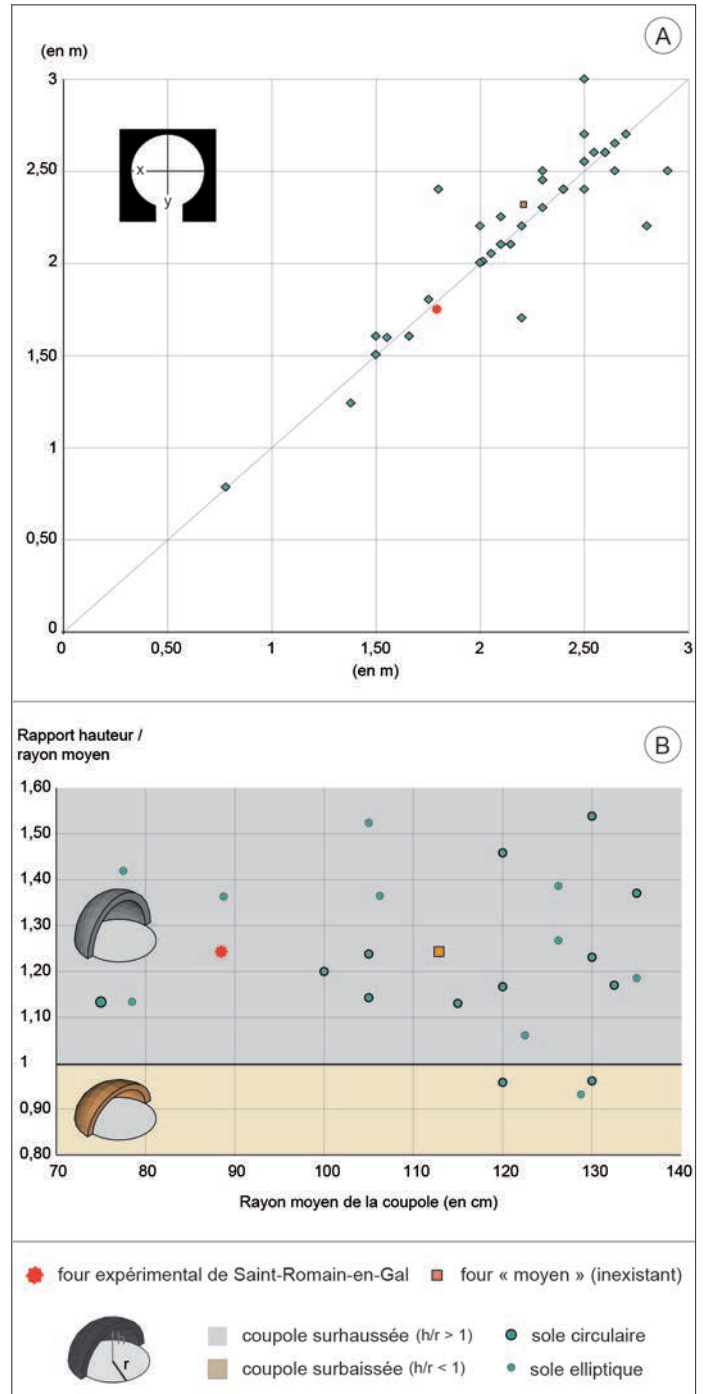 (en m)
A
3
2,50
2
1,50
1
0,50
0
x
y
0 0,50 1 1,50 2 2,50 3
(en m)
Rapport hauteur /
rayon moyen
B
1,60
1,50
1,40
1,30
1,20
1,10
1
0,90
0,80
70 80 90 100 110 120 130 140
Rayon moyen de la coupole (en cm)
four expérimental de Saint-Romain-en-Gal four « moyen » (inexistant)
h
r
coupole surhaussée (h/r > 1) sole circulaire
coupole surbaissée (h/r < 1) sole elliptique